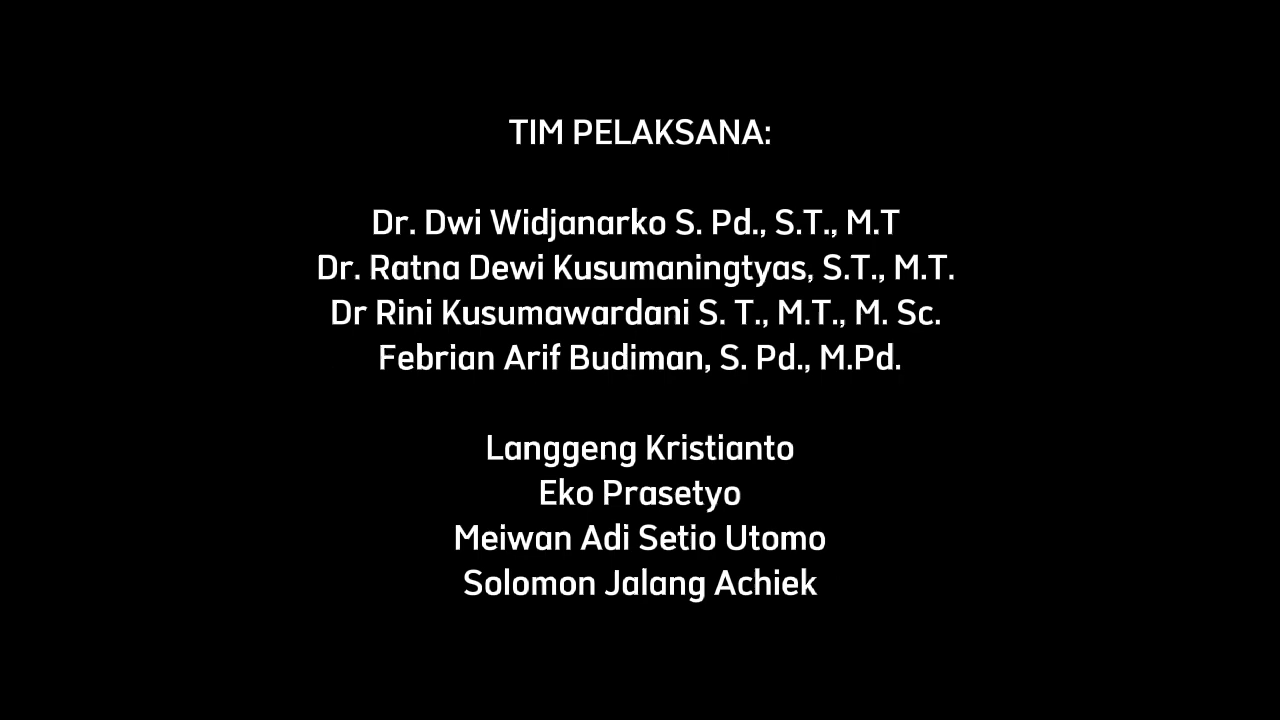 TIM PELAKSANA:
Dr. Dwi Widjanarko S. Pd., S.T., M.T
Dr. Ratna Dewi Kusumaningtyas, S.T., M.T.
Dr Rini Kusumawardani S. T., M.T., M. Sc.
Febrian Arif Budiman, S. Pd., M.Pd.
Langgeng Kristianto
Eko Prasetyo
Meiwan Adi Setio Utomo
Solomon Jalang Achiek